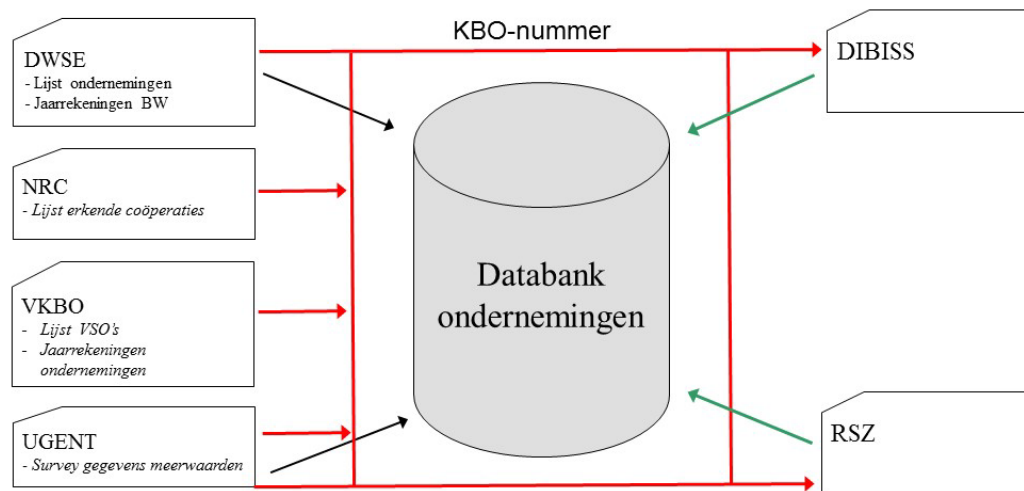 KBO-nummer
DWSE
- Lijst ondernemingen
- Jaarrekeningen BW
DIBISS
NRC
- Lijst erkende coöperaties
VKBO
- Lijst VSO's
- Jaarrekeningen
ondernemingen
Databank
ondernemingen
UGENT
- Survey gegevens meerwaarden
RSZ